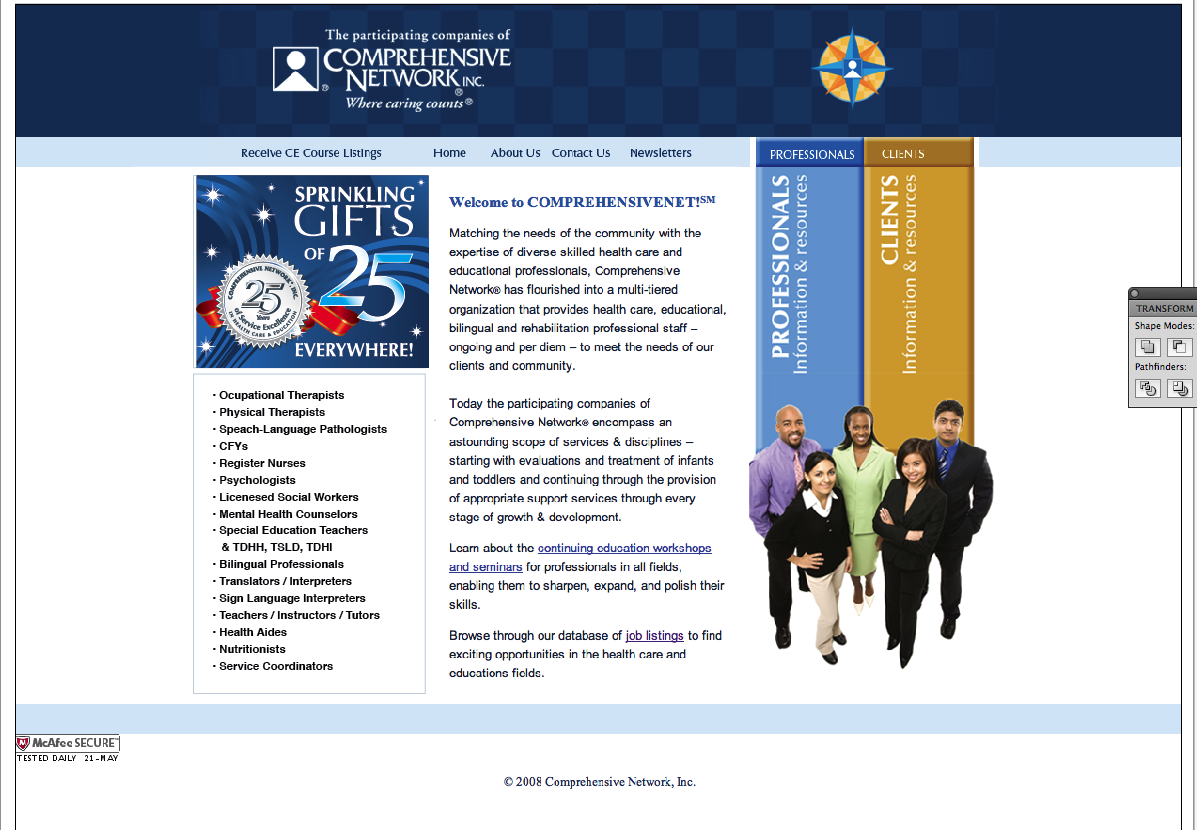 The participating companies of
COMPREHENSIVE
NETWORK INC.
Where caring counts®
Receive CE Course Listings Home About Us Contact Us Newsletters
PROFESSIONALS CLIENTS
SPRINKLING
GIFTS
OF 25
EVERYWHERE!
COMPREHENSIVE NETWORK, INC.
25
Years
of Service Excellence
IN HEALTH CARE & EDUCATION
· Ocupational Therapists
· Physical Therapists
· Speach-Language Pathologists
· CFYs
· Register Nurses
· Psychologists
· Licenesed Social Workers
· Mental Health Counselors
· Special Education Teachers
& TDHH, TSLD, TDHI
· Bilingual Professionals
· Translators / Interpreters
· Sign Language Interpreters
· Teachers / Instructors / Tutors
· Health Aides
· Nutritionists
· Service Coordinators
Welcome to COMPREHENSIVENET!SM
Matching the needs of the community with the
expertise of diverse skilled health care and
educational professionals, Comprehensive
Network® has flourished into a multi-tiered
organization that provides health care, educational,
bilingual and rehabilitation professional staff –
ongoing and per diem – to meet the needs of our
clients and community.
Today the participating companies of
Comprehensive Network® encompass an
astounding scope of services & disciplines –
starting with evaluations and treatment of infants
and toddlers and continuing through the provision
of appropriate support services through every
stage of growth & development.
Learn about the continuing education workshops
and seminars for professionals in all fields,
enabling them to sharpen, expand, and polish their
skills.
Browse through our database of job listings to find
exciting opportunities in the health care and
educations fields.
PROFESSIONALS
Information & resources
CLIENTS
Information & resources
TRANSFORM
Shape Modes:
Pathfinders:
McAfee SECURE™
TESTED DAILY 21-MAY
© 2008 Comprehensive Network, Inc.